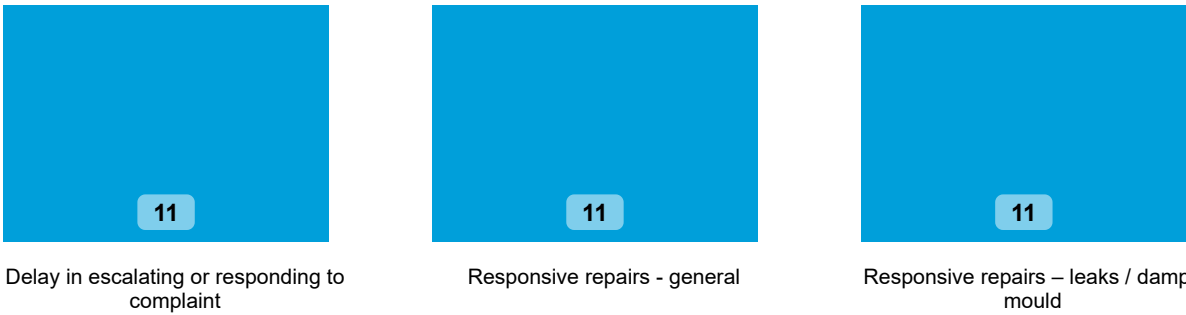 11
11
11
Delay in escalating or responding to
complaint
Responsive repairs - general
Responsive repairs – leaks / damp
mould